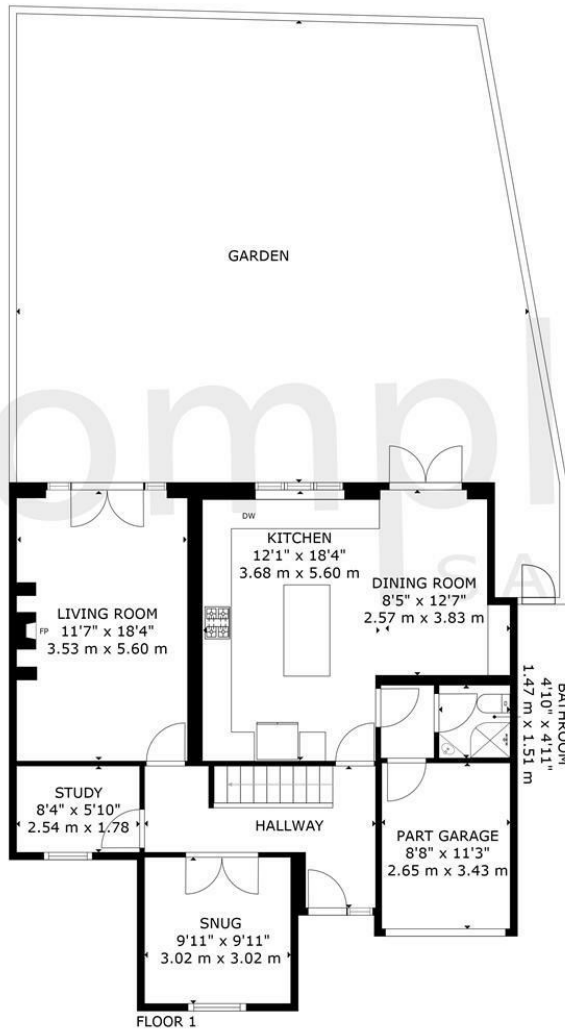 GARDEN
ompl
SA
DW
KITCHEN
12'1" x 18'4"
3.68 m x 5.60 m
DINING ROOM
8'5" x 12'7"
2.57 m x 3.83 m
LIVING ROOM
11'7" x 18'4"
3.53 m x 5.60 m
FP
BATHROOM
4'10" x 4'11"
1.47 m x 1.51 m
STUDY
8'4" x 5'10"
2.54 m x 1.78
HALLWAY
PART GARAGE
8'8" x 11'3"
2.65 m x 3.43 m
SNUG
9'11" x 9'11"
3.02 m x 3.02 m
FLOOR 1